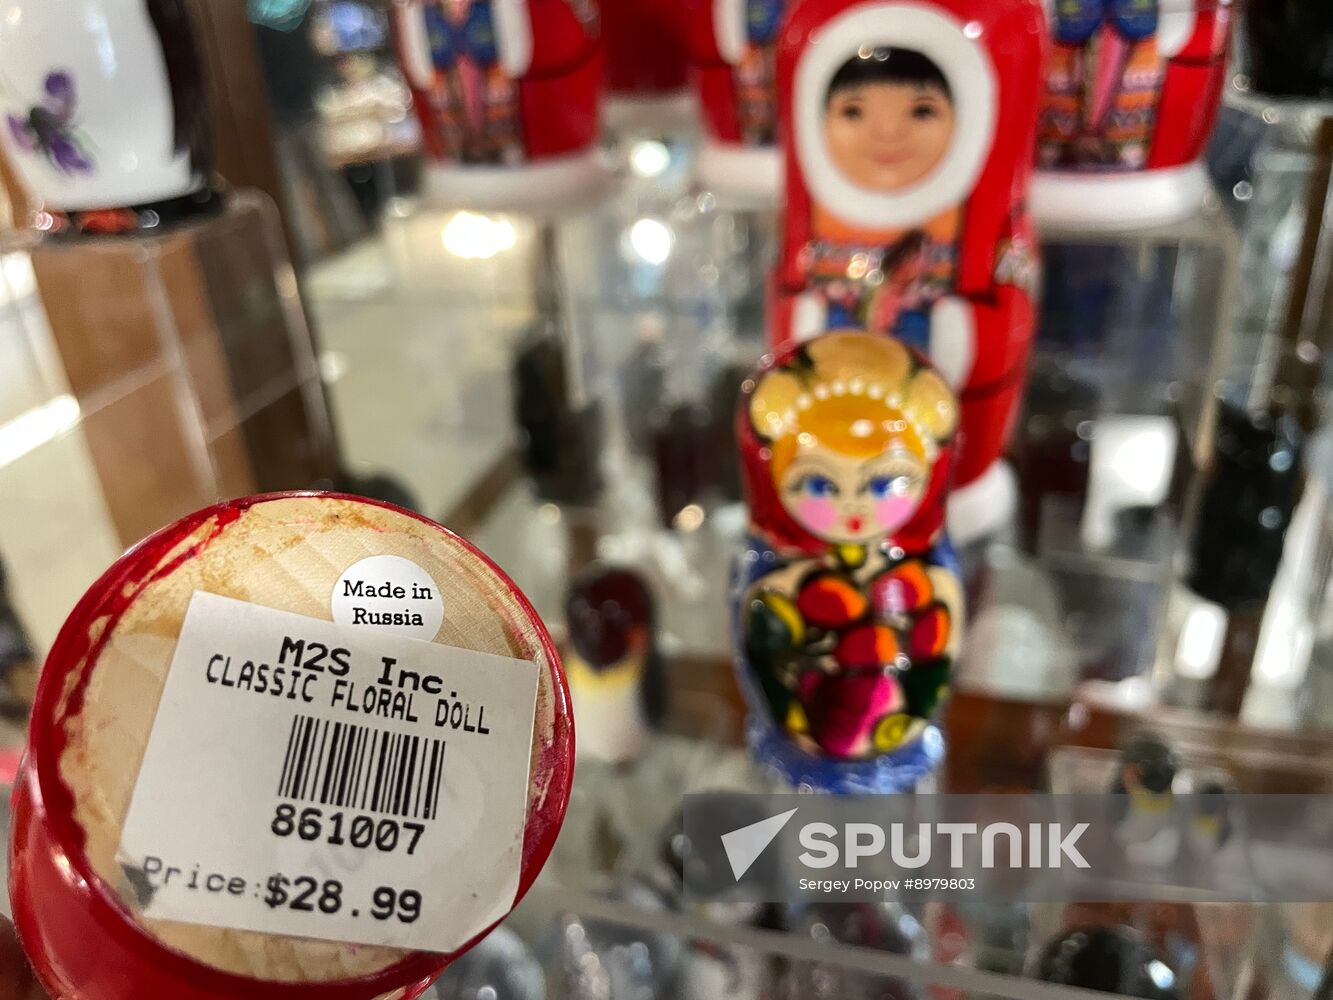 Made in
Russia
M2S Inc.
CLASSIC FLORAL DOLL
861007
Price:$28.99
SPUTNIK
Sergey Popov #8979803